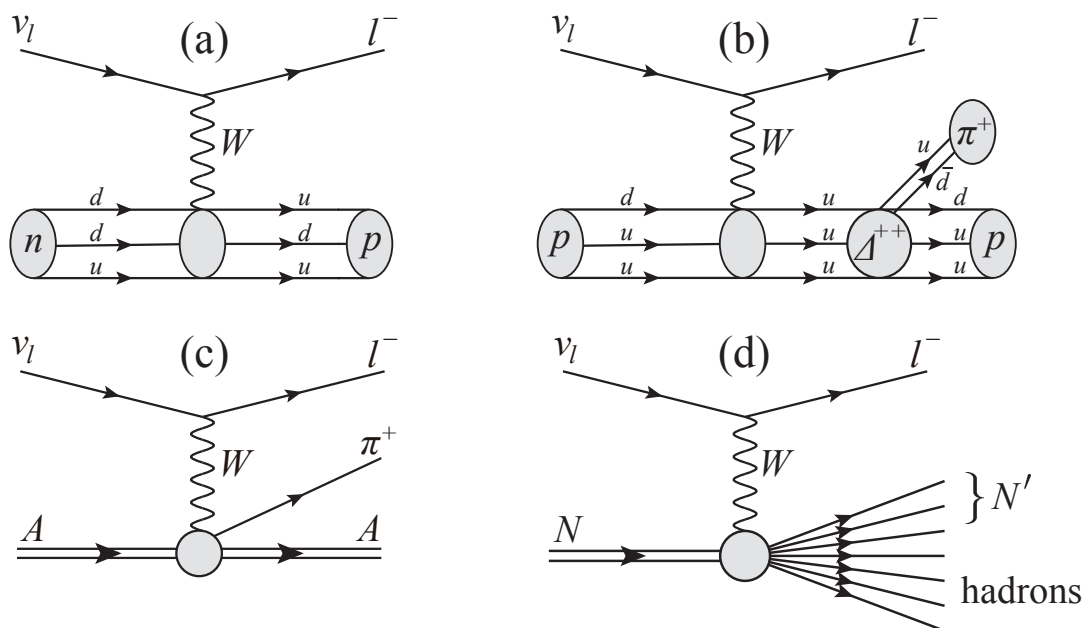 ν_l (a) l⁻
W
d u
n d d p
u u
ν_l (b) l⁻
W
π⁺
u
d̄
d u d
p u u Δ⁺⁺ u p
u u u
ν_l (c) l⁻
W
π⁺
A A
ν_l (d) l⁻
W
N
} N′
hadrons